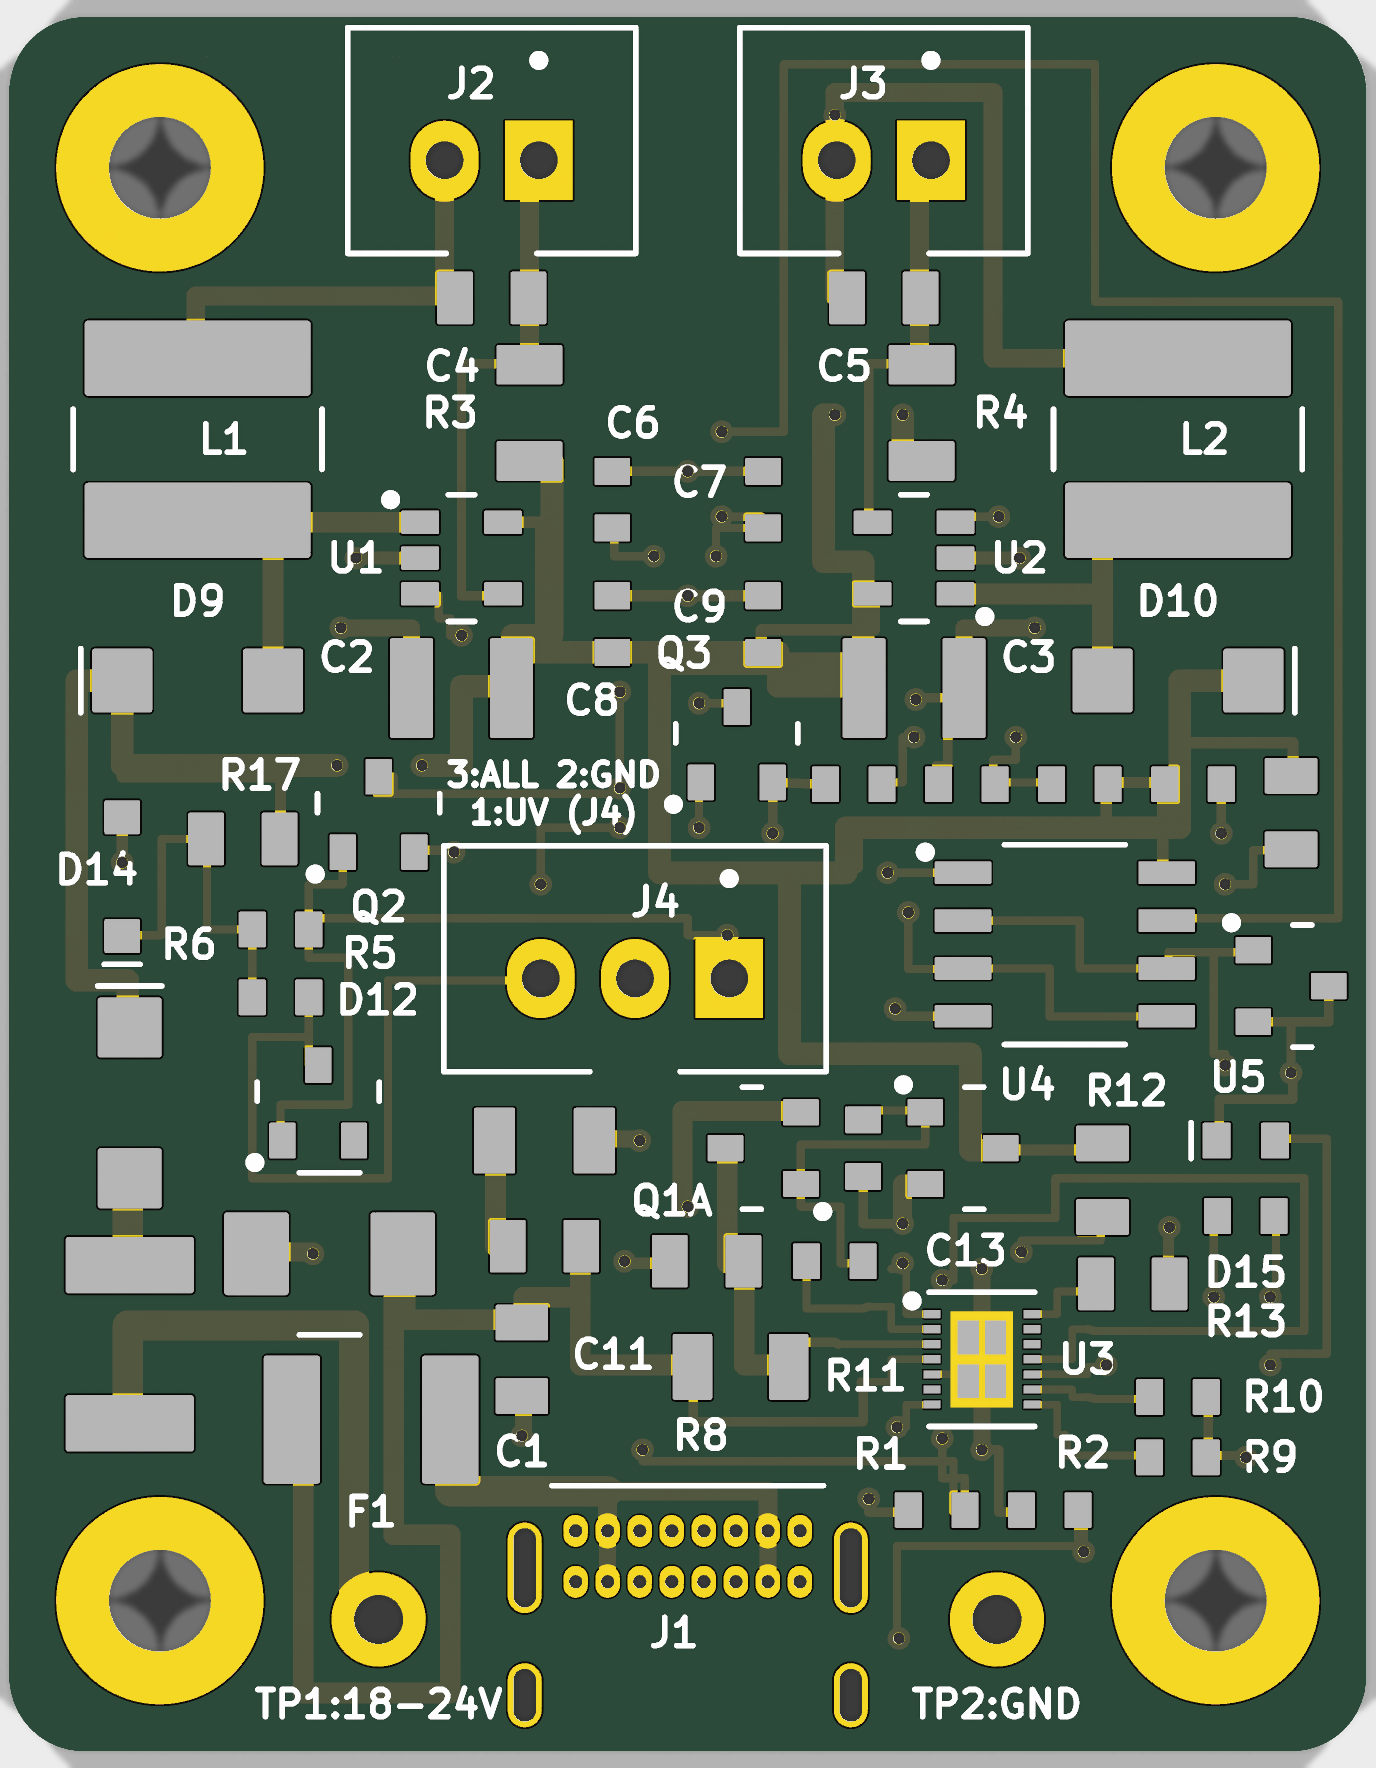 J2
J3
C4
C5
R3
R4
C6
L1
L2
C7
U1
U2
D9
C9
D10
C2
Q3
C3
C8
R17
3:ALL 2:GND
1:UV (J4)
D14
J4
Q2
R6
R5
D12
U4
R12
U5
Q1A
C13
D15
R13
C11
U3
R11
R10
R8
C1
R1
R2
R9
F1
J1
TP1:18-24V
TP2:GND